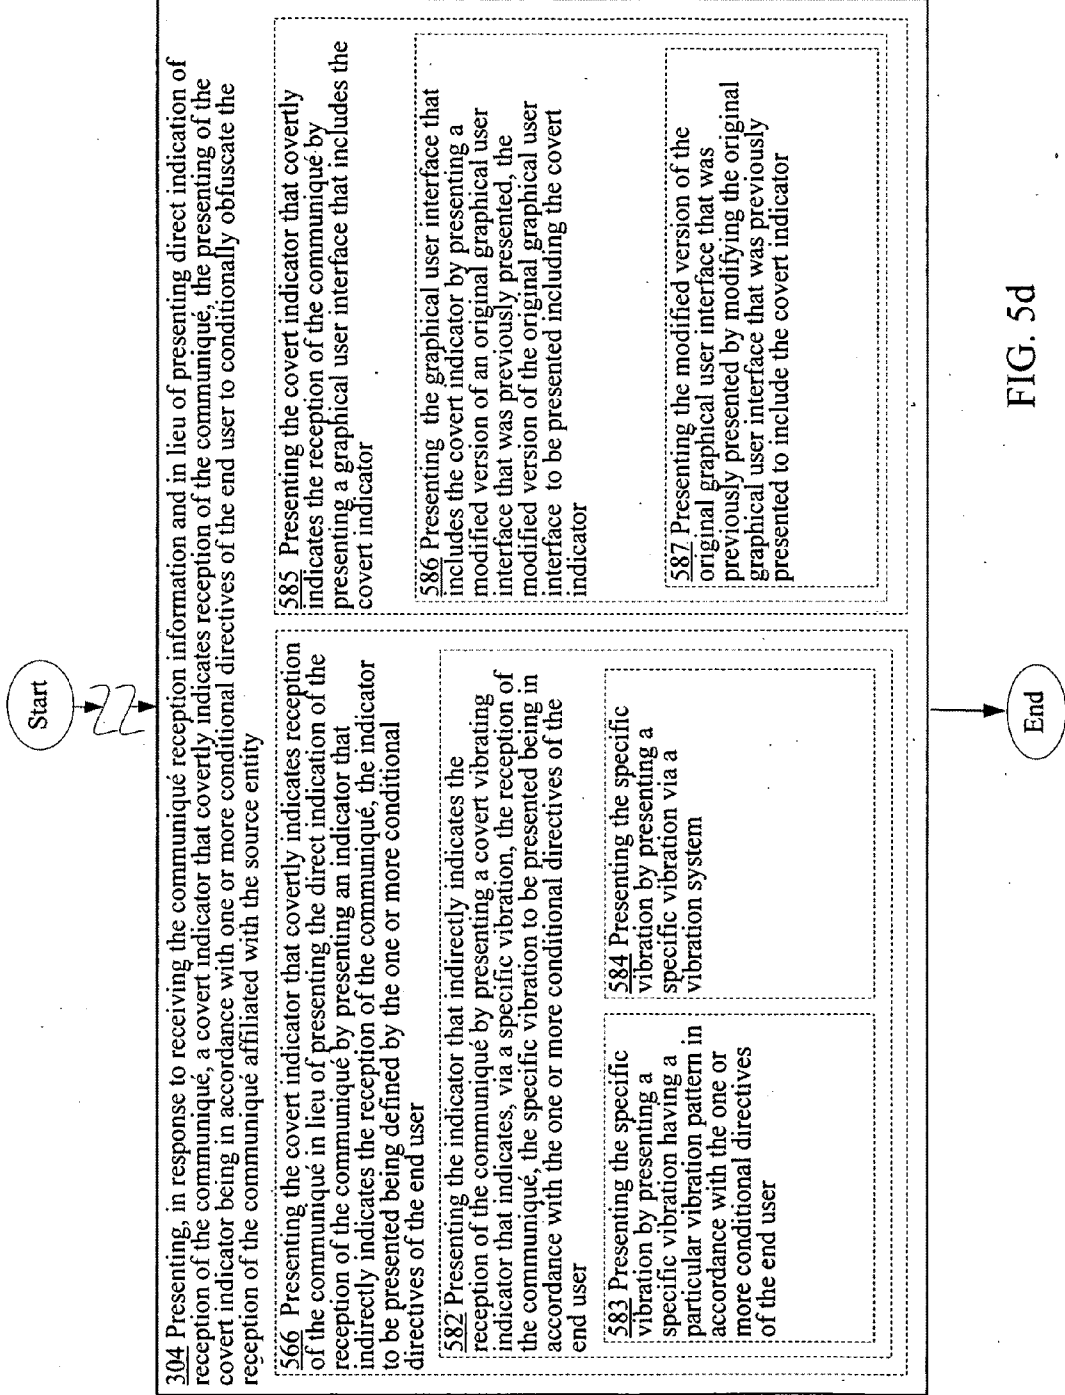 Start
22
304 Presenting, in response to receiving the communiqué reception information and in lieu of presenting direct indication of
reception of the communiqué, a covert indicator that covertly indicates reception of the communiqué, the presenting of the
covert indicator being in accordance with one or more conditional directives of the end user to conditionally obfuscate the
reception of the communiqué affiliated with the source entity
566 Presenting the covert indicator that covertly indicates reception
of the communiqué in lieu of presenting the direct indication of the
reception of the communiqué by presenting an indicator that
indirectly indicates the reception of the communiqué, the indicator
to be presented being defined by the one or more conditional
directives of the end user
582 Presenting the indicator that indirectly indicates the
reception of the communiqué by presenting a covert vibrating
indicator that indicates, via a specific vibration, the reception of
the communiqué, the specific vibration to be presented being in
accordance with the one or more conditional directives of the
end user
583 Presenting the specific
vibration by presenting a
specific vibration having a
particular vibration pattern in
accordance with the one or
more conditional directives
of the end user
584 Presenting the specific
vibration by presenting a
specific vibration via a
vibration system
585 Presenting the covert indicator that covertly
indicates the reception of the communiqué by
presenting a graphical user interface that includes the
covert indicator
586 Presenting the graphical user interface that
includes the covert indicator by presenting a
modified version of an original graphical user
interface that was previously presented, the
modified version of the original graphical user
interface to be presented including the covert
indicator
587 Presenting the modified version of the
original graphical user interface that was
previously presented by modifying the original
graphical user interface that was previously
presented to include the covert indicator
End
FIG. 5d